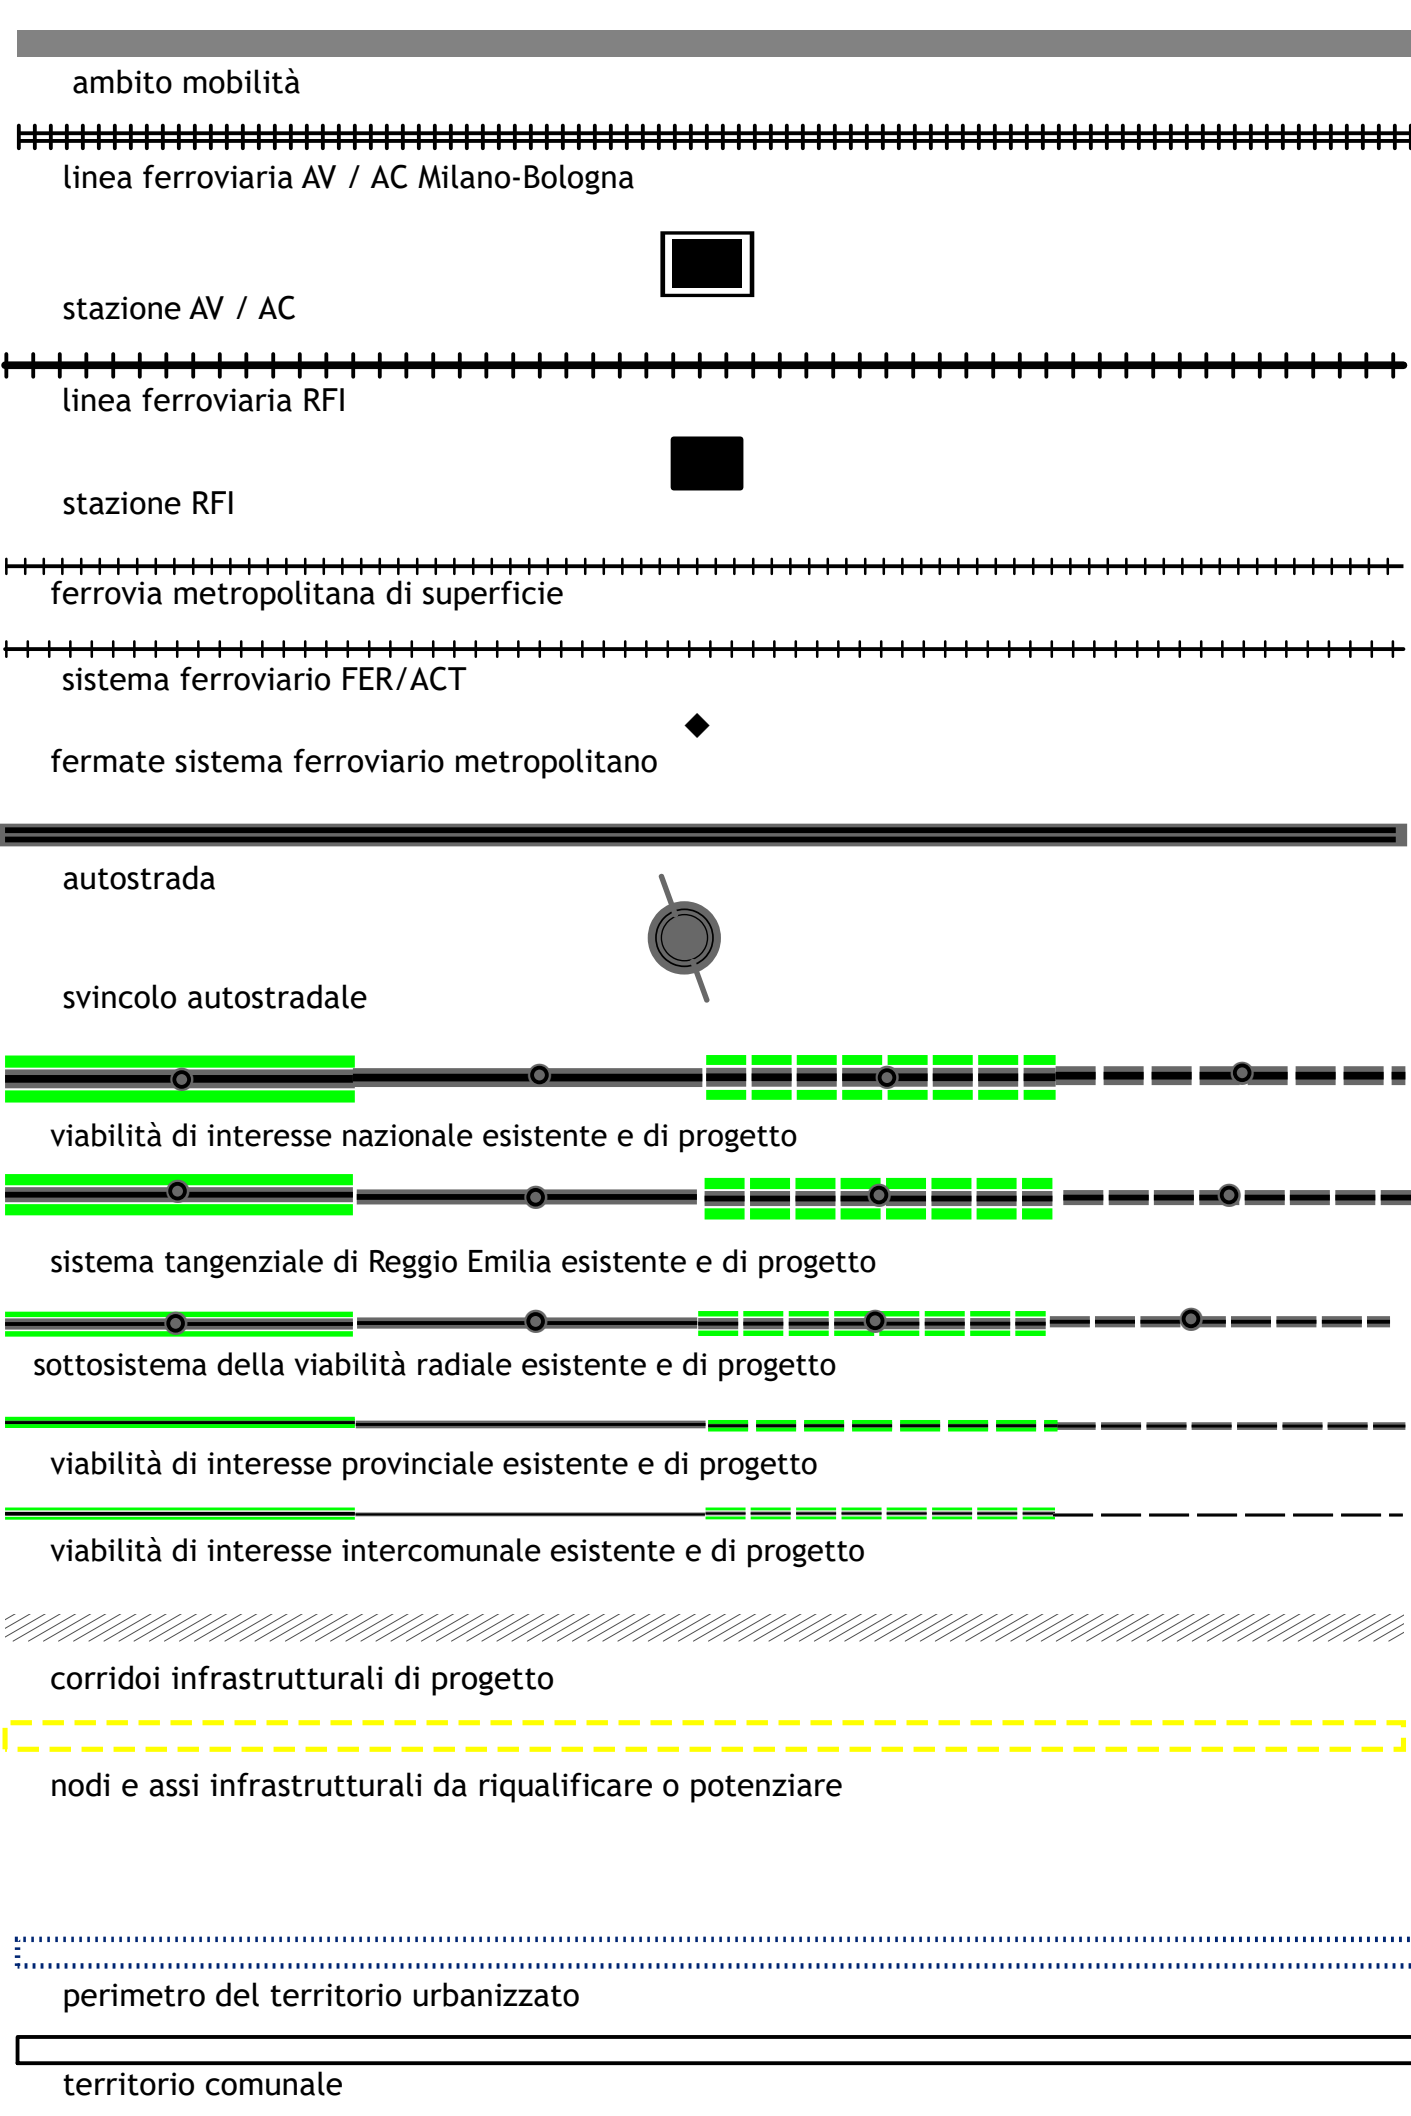 ambito mobilità
linea ferroviaria AV / AC Milano-Bologna
stazione AV / AC
linea ferroviaria RFI
stazione RFI
ferrovia metropolitana di superficie
sistema ferroviario FER/ACT
fermate sistema ferroviario metropolitano
autostrada
svincolo autostradale
viabilità di interesse nazionale esistente e di progetto
sistema tangenziale di Reggio Emilia esistente e di progetto
sottosistema della viabilità radiale esistente e di progetto
viabilità di interesse provinciale esistente e di progetto
viabilità di interesse intercomunale esistente e di progetto
corridoi infrastrutturali di progetto
nodi e assi infrastrutturali da riqualificare o potenziare
perimetro del territorio urbanizzato
territorio comunale